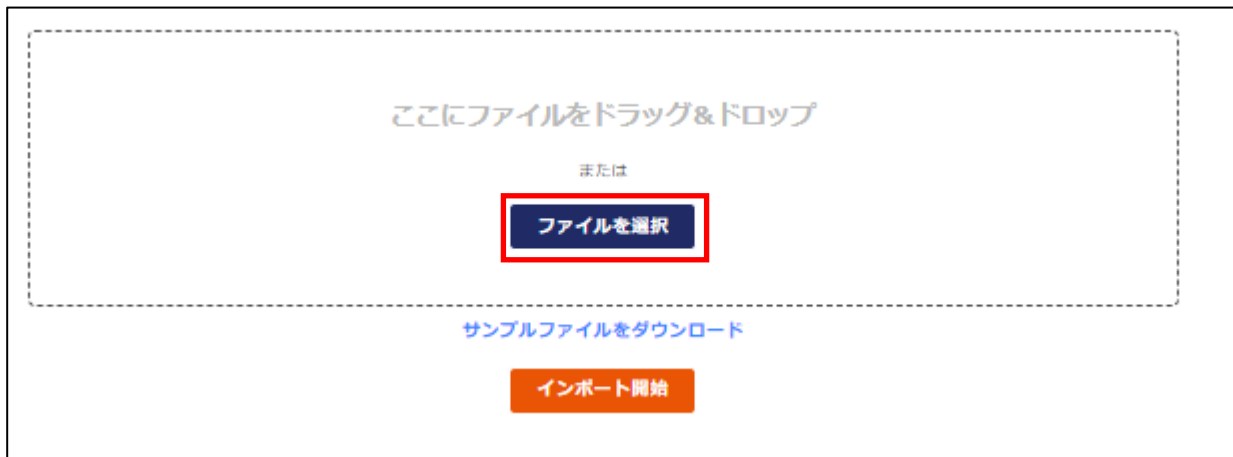 ここにファイルをドラッグ&ドロップ
または
ファイルを選択
サンプルファイルをダウンロード
インポート開始